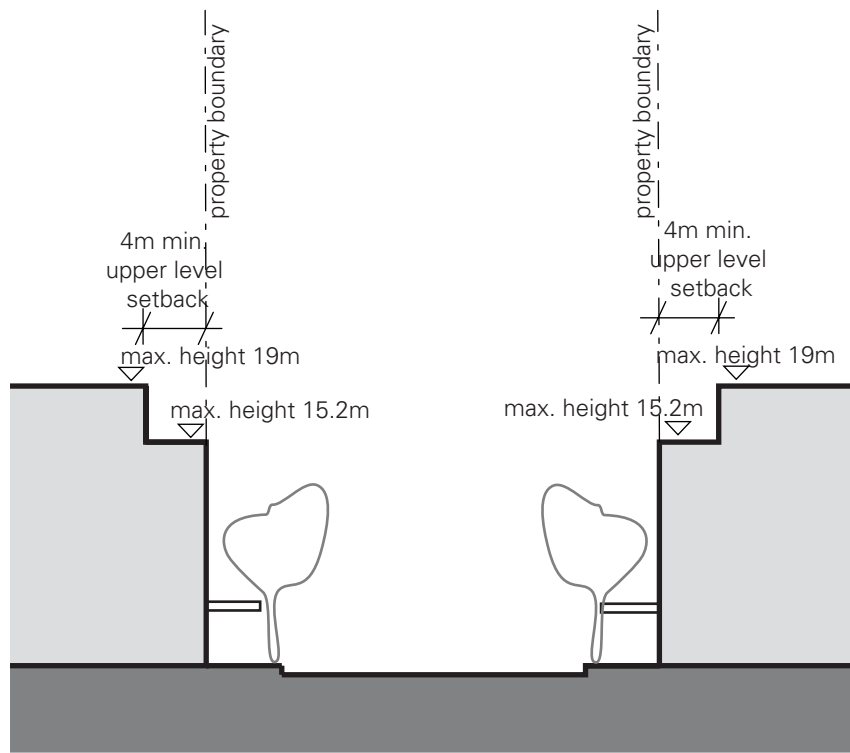 property boundary
property boundary
4m min.
upper level
setback
4m min.
upper level
setback
max. height 19m
max. height 19m
max. height 15.2m
max. height 15.2m